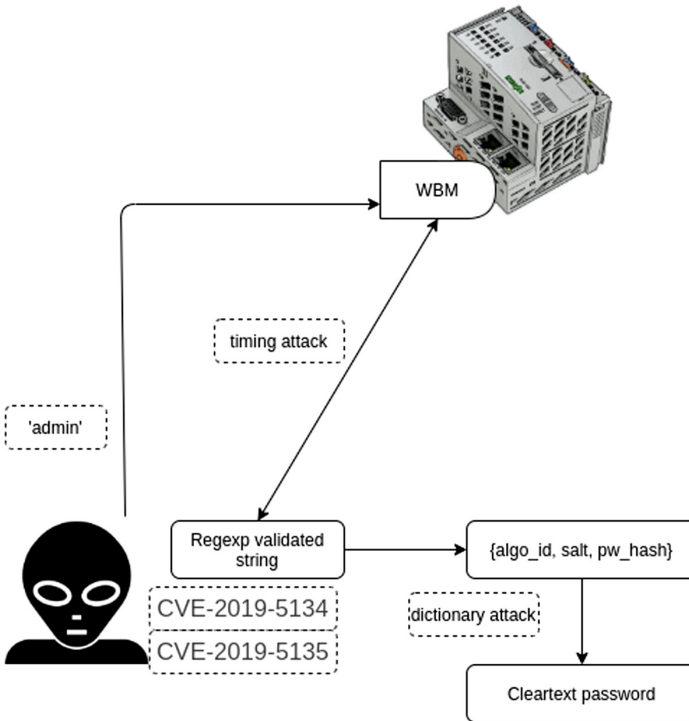 WBM
timing attack
'admin'
Regexp validated
string
{algo_id, salt, pw_hash}
CVE-2019-5134
dictionary attack
CVE-2019-5135
Cleartext password